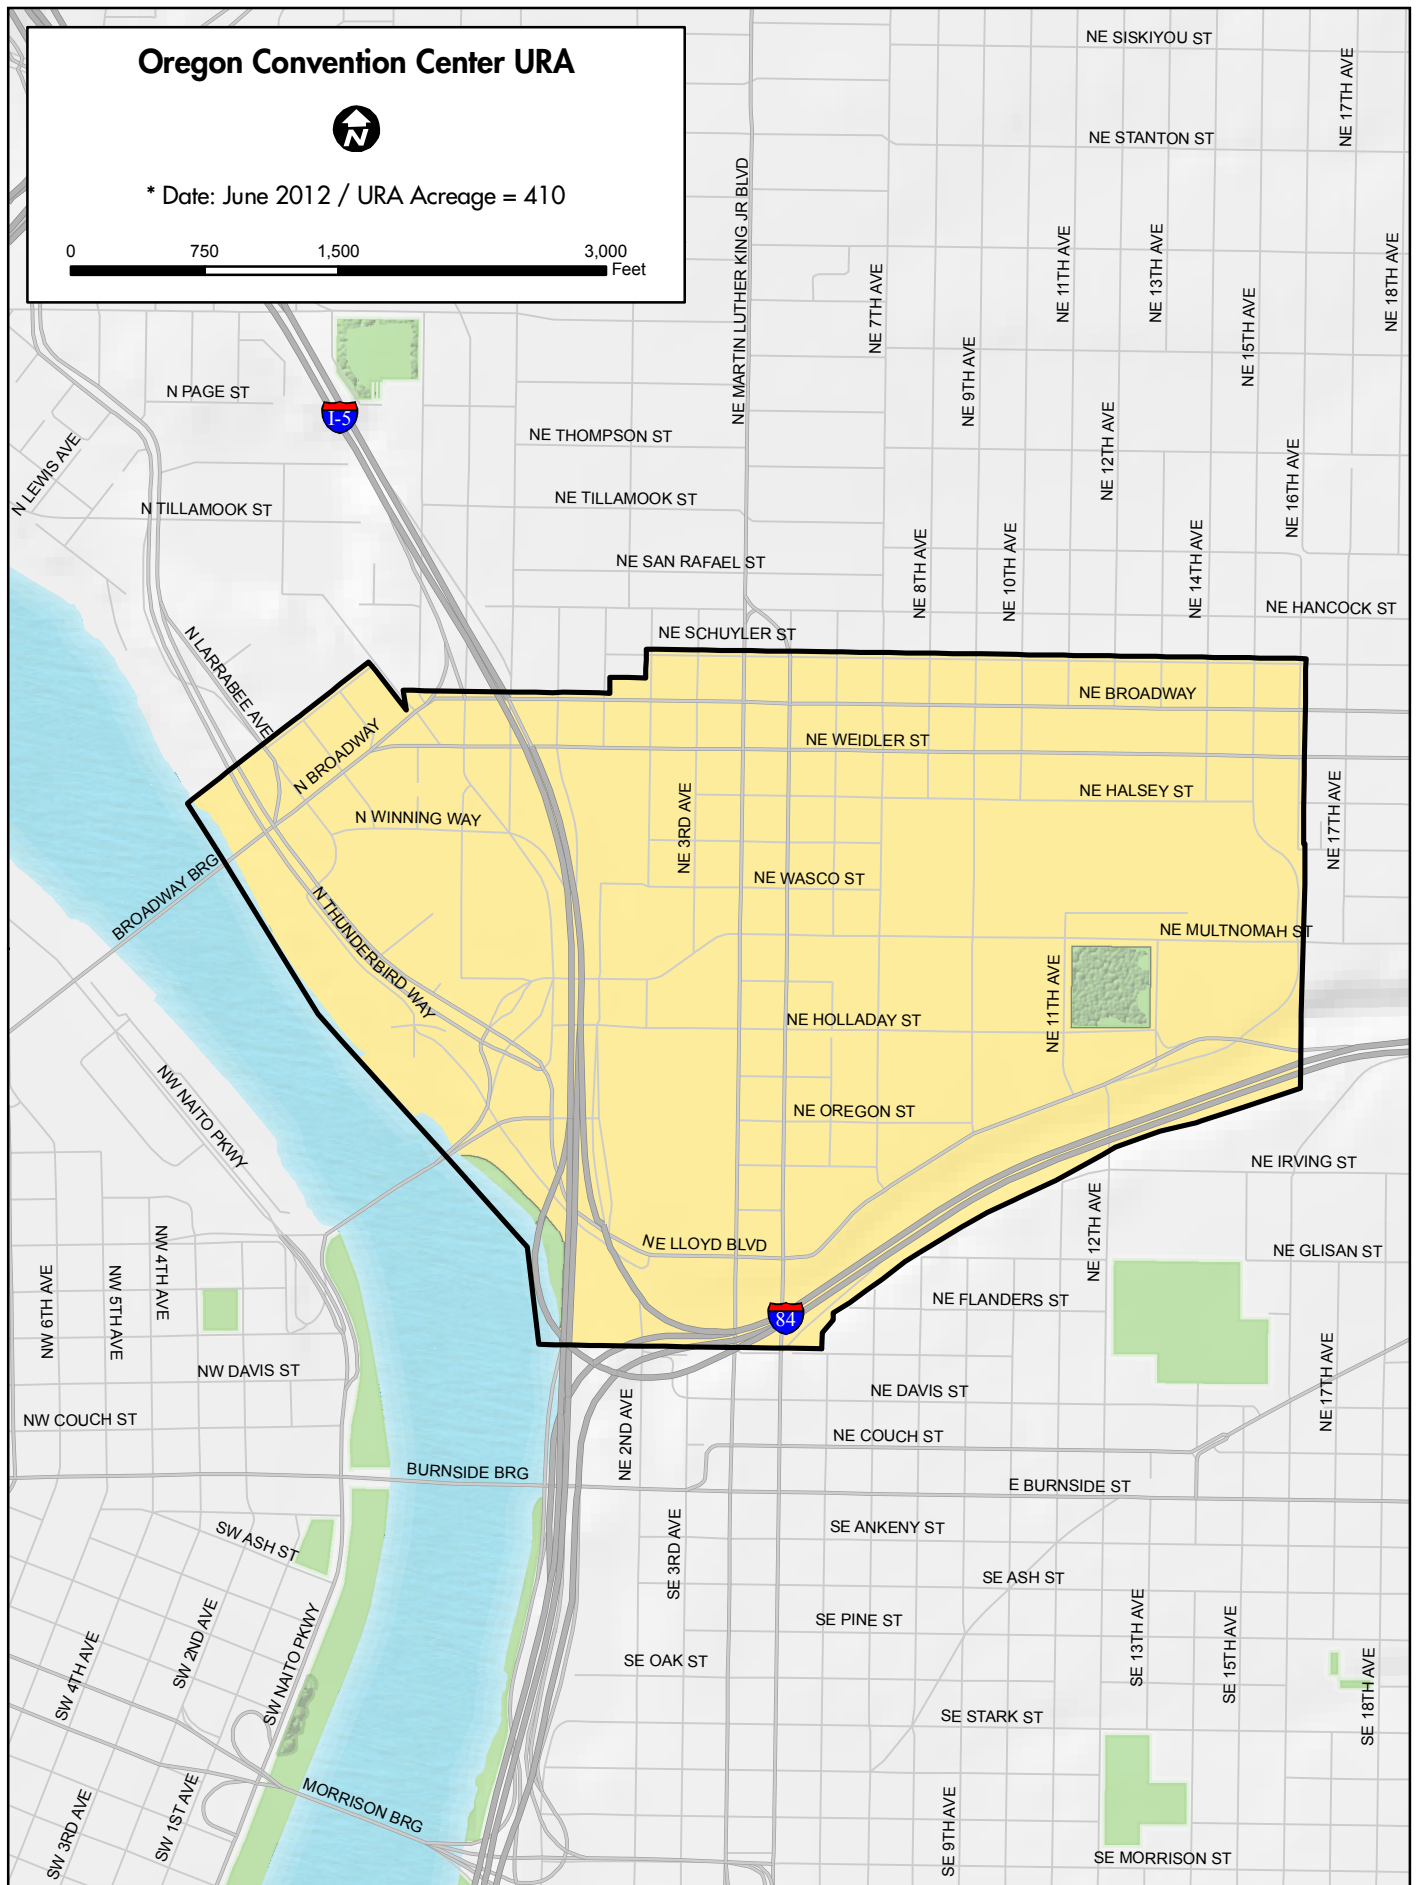 Oregon Convention Center URA
N
* Date: June 2012 / URA Acreage = 410
0 750 1,500 3,000
Feet
NE SISKIYOU ST
NE 17TH AVE
NE STANTON ST
NE MARTIN LUTHER KING JR BLVD
NE 7TH AVE
NE 11TH AVE
NE 13TH AVE
NE 18TH AVE
NE 15TH AVE
NE 9TH AVE
N PAGE ST
I-5
NE THOMPSON ST
NE 12TH AVE
NE 16TH AVE
N LEWIS AVE
N TILLAMOOK ST
NE TILLAMOOK ST
NE SAN RAFAEL ST
NE 8TH AVE
NE 10TH AVE
NE 14TH AVE
NE HANCOCK ST
NE SCHUYLER ST
N LARRABEE AVE
NE BROADWAY
N BROADWAY
NE WEIDLER ST
NE HALSEY ST
NE 17TH AVE
N WINNING WAY
NE 3RD AVE
NE WASCO ST
BROADWAY BRG
N THUNDERBIRD WAY
NE MULTNOMAH ST
NE 11TH AVE
NE HOLLADAY ST
NW NAITO PKWY
NE OREGON ST
NE IRVING ST
NE 12TH AVE
NE LLOYD BLVD
NE GLISAN ST
NW 6TH AVE
NW 5TH AVE
NW 4TH AVE
NE FLANDERS ST
84
NW DAVIS ST
NE DAVIS ST
NE 17TH AVE
NW COUCH ST
NE 2ND AVE
NE COUCH ST
BURNSIDE BRG
E BURNSIDE ST
SW ASH ST
SE 3RD AVE
SE ANKENY ST
SE ASH ST
SE PINE ST
SE 13TH AVE
SE 15TH AVE
SW 4TH AVE
SW 2ND AVE
SW NAITO PKWY
SE OAK ST
SE 18TH AVE
SE STARK ST
MORRISON BRG
SW 3RD AVE
SW 1ST AVE
SE 9TH AVE
SE MORRISON ST